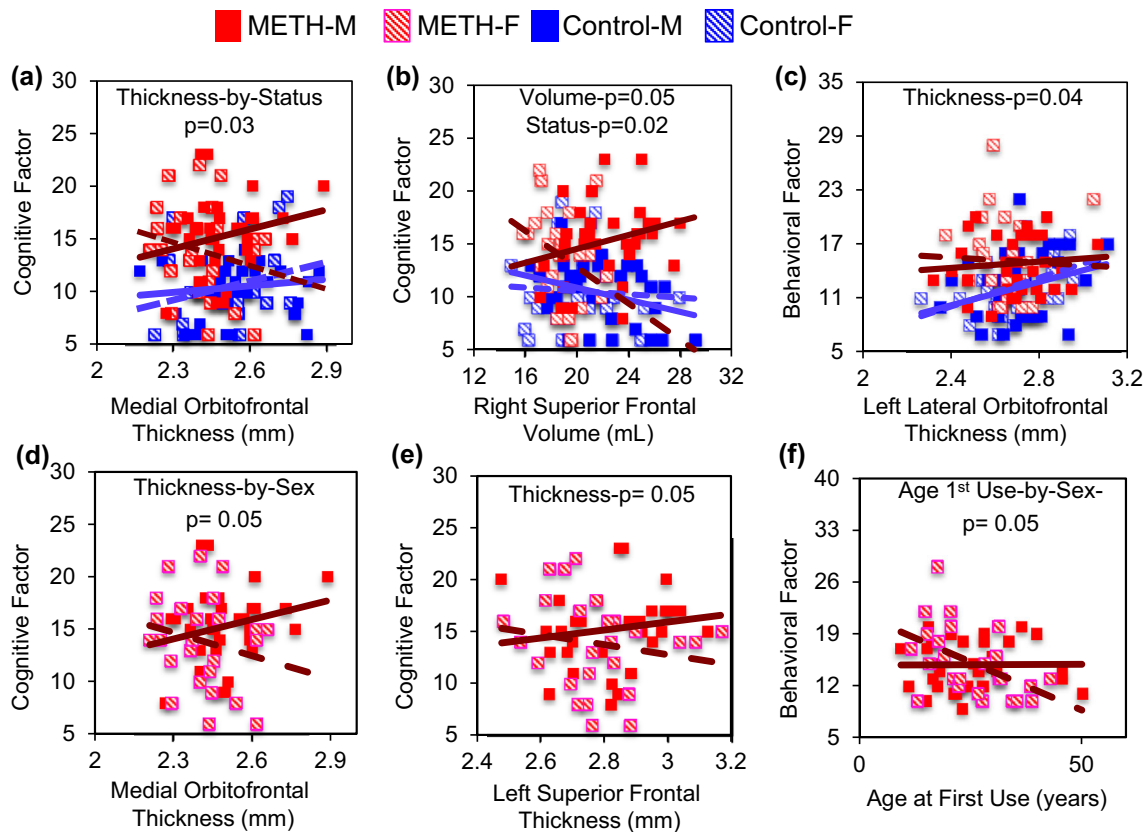 METH-M METH-F Control-M Control-F
(a)
Thickness-by-Status
p=0.03
Cognitive Factor
30
25
20
15
10
5
2 2.3 2.6 2.9
Medial Orbitofrontal
Thickness (mm)
(b)
Volume-p=0.05
Status-p=0.02
Cognitive Factor
30
25
20
15
10
5
12 16 20 24 28 32
Right Superior Frontal
Volume (mL)
(c)
Thickness-p=0.04
Behavioral Factor
35
29
23
17
11
5
2 2.4 2.8 3.2
Left Lateral Orbitofrontal
Thickness (mm)
(d)
Thickness-by-Sex
p= 0.05
Cognitive Factor
30
25
20
15
10
5
2 2.3 2.6 2.9
Medial Orbitofrontal
Thickness (mm)
(e)
Thickness-p= 0.05
Cognitive Factor
30
25
20
15
10
5
2.4 2.6 2.8 3 3.2
Left Superior Frontal
Thickness (mm)
(f)
Age 1st Use-by-Sex-
p= 0.05
Behavioral Factor
40
33
26
19
12
5
0 50
Age at First Use (years)